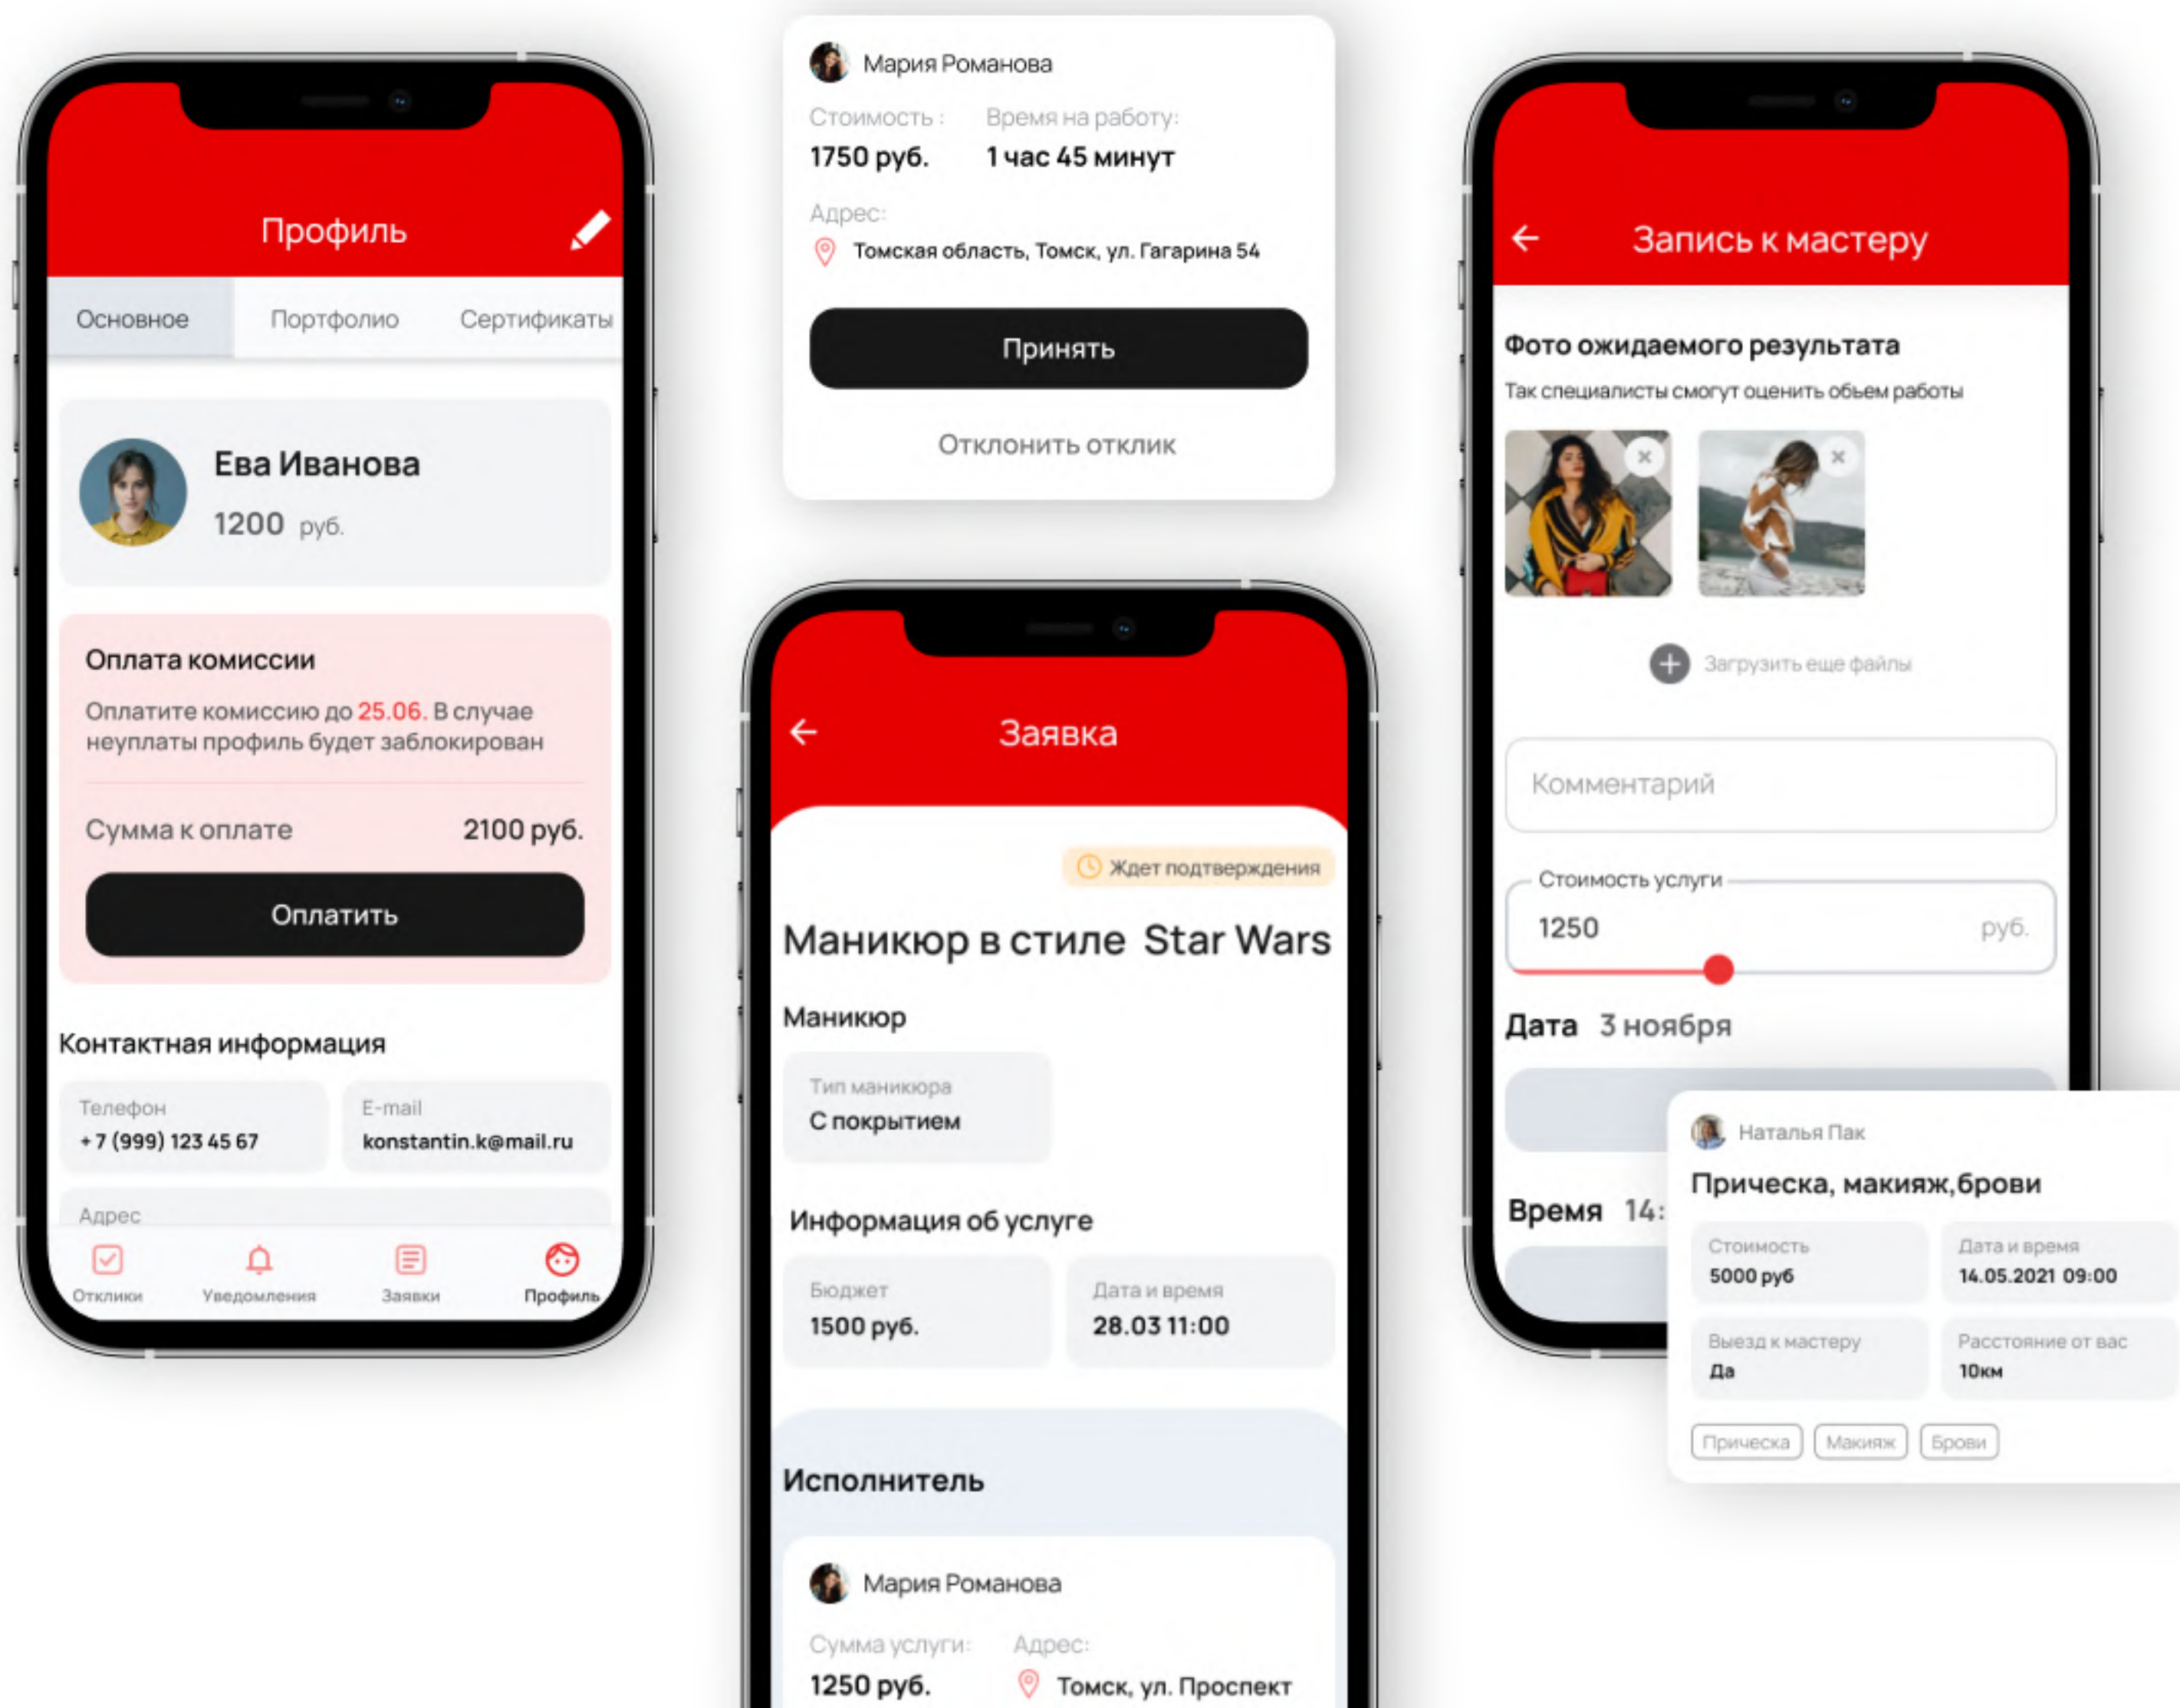 Профиль
Основное
Портфолио
Сертификаты
Ева Иванова
1200 руб.
Оплата комиссии
Оплатите комиссию до 25.06. В случае
неуплаты профиль будет заблокирован
Сумма к оплате 2100 руб.
Оплатить
Контактная информация
Телефон
+ 7 (999) 123 45 67
E-mail
konstantin.k@mail.ru
Адрес
Отклики
Уведомления
Заявки
Профиль
Мария Романова
Стоимость :
1750 руб.
Время на работу:
1 час 45 минут
Адрес:
Томская область, Томск, ул. Гагарина 54
Принять
Отклонить отклик
Заявка
Ждет подтверждения
Маникюр в стиле Star Wars
Маникюр
Тип маникюра
С покрытием
Информация об услуге
Бюджет
1500 руб.
Дата и время
28.03 11:00
Исполнитель
Мария Романова
Сумма услуги:
1250 руб.
Адрес:
Томск, ул. Проспект
Запись к мастеру
Фото ожидаемого результата
Так специалисты смогут оценить обьем работы
Загрузить еще файлы
Комментарий
Стоимость услуги
1250 руб.
Дата 3 ноября
Время 14:
Наталья Пак
Прическа, макияж,брови
Стоимость
5000 руб
Дата и время
14.05.2021 09:00
Выезд к мастеру
Да
Расстояние от вас
10км
Прическа
Макияж
Брови